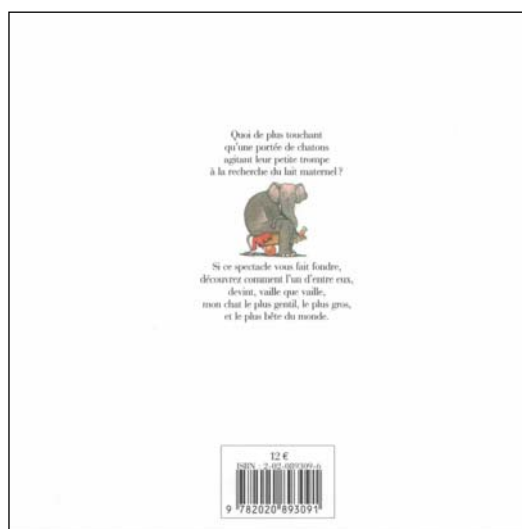 Quoi de plus touchant
qu'une portée de chatons
agitant leur petite trompe
à la recherche du lait maternel ?
Si ce spectacle vous fait fondre,
découvrez comment l'un d'entre eux,
devint, vaille que vaille,
mon chat le plus gentil, le plus gros,
et le plus bête du monde.
12 €
ISBN : 2-02-089309-6
9 782020 893091